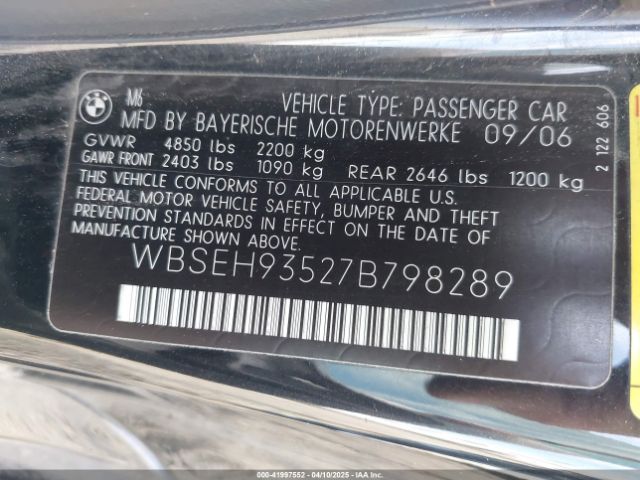 M6 VEHICLE TYPE: PASSENGER CAR
MFD BY BAYERISCHE MOTORENWERKE 09/06
GVWR 4850 lbs 2200 kg
GAWR FRONT 2403 lbs 1090 kg REAR 2646 lbs 1200 kg
THIS VEHICLE CONFORMS TO ALL APPLICABLE U.S.
FEDERAL MOTOR VEHICLE SAFETY, BUMPER AND THEFT
PREVENTION STANDARDS IN EFFECT ON THE DATE OF
MANUFACTURE SHOWN ABOVE.
WBSEH93527B798289
2 122 606
000-41997552 - 04/10/2025 - IAAI.COM